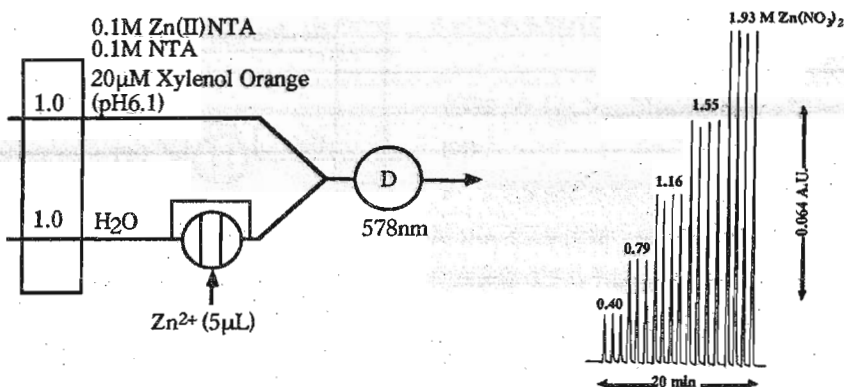 0.1M Zn(II)NTA
0.1M NTA
20μM Xylenol Orange
(pH6.1)
1.0
1.0
H2O
D
578nm
Zn2+ (5μL)
1.93 M Zn(NO3)2
1.55
1.16
0.79
0.40
0.064 A.U.
20 min